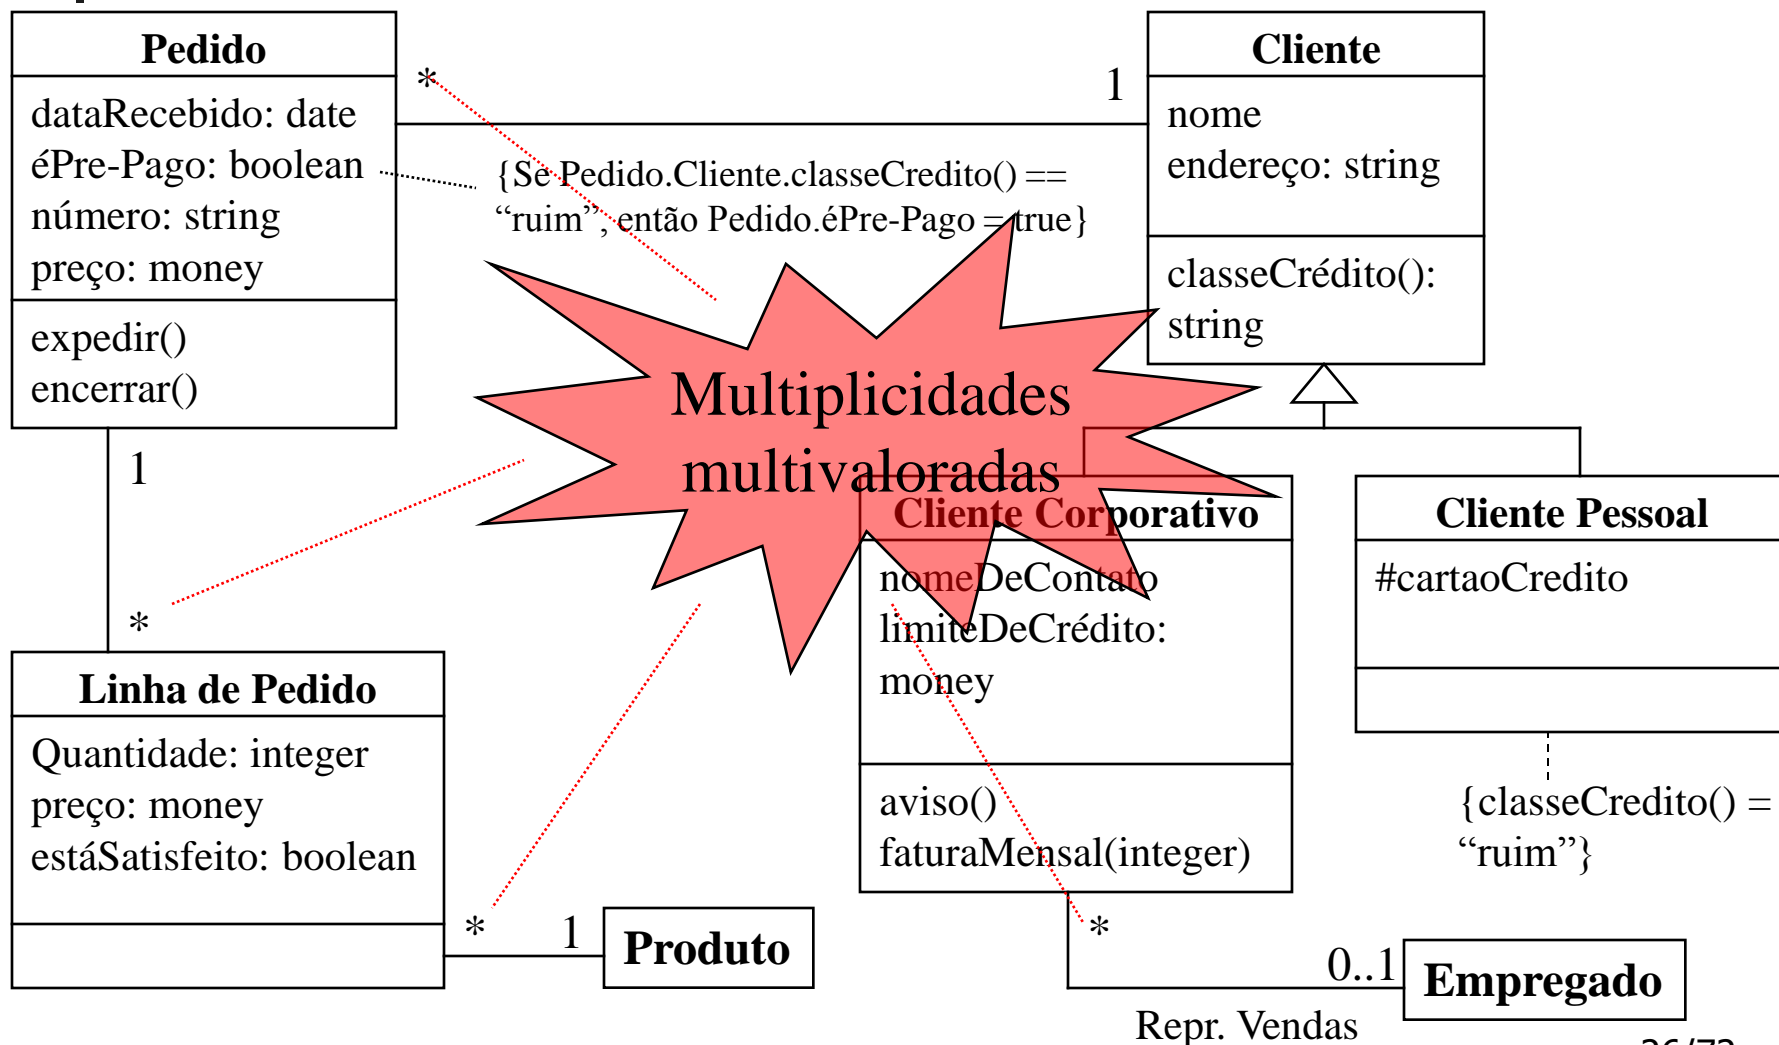 Pedido
dataRecebido: date
éPre-Pago: boolean
número: string
preço: money
expedir()
encerrar()
*
1
{Se Pedido.Cliente.classeCredito() ==
“ruim”, então Pedido.éPre-Pago = true}
Cliente
nome
endereço: string
classeCrédito():
string
Multiplicidades
multivaloradas
1
*
Linha de Pedido
Quantidade: integer
preço: money
estáSatisfeito: boolean
*
1
Produto
Cliente Corporativo
nomeDeContato
limiteDeCrédito:
money
aviso()
faturaMensal(integer)
Cliente Pessoal
#cartaoCredito
{classeCredito() =
“ruim”}
*
0..1
Empregado
Repr. Vendas